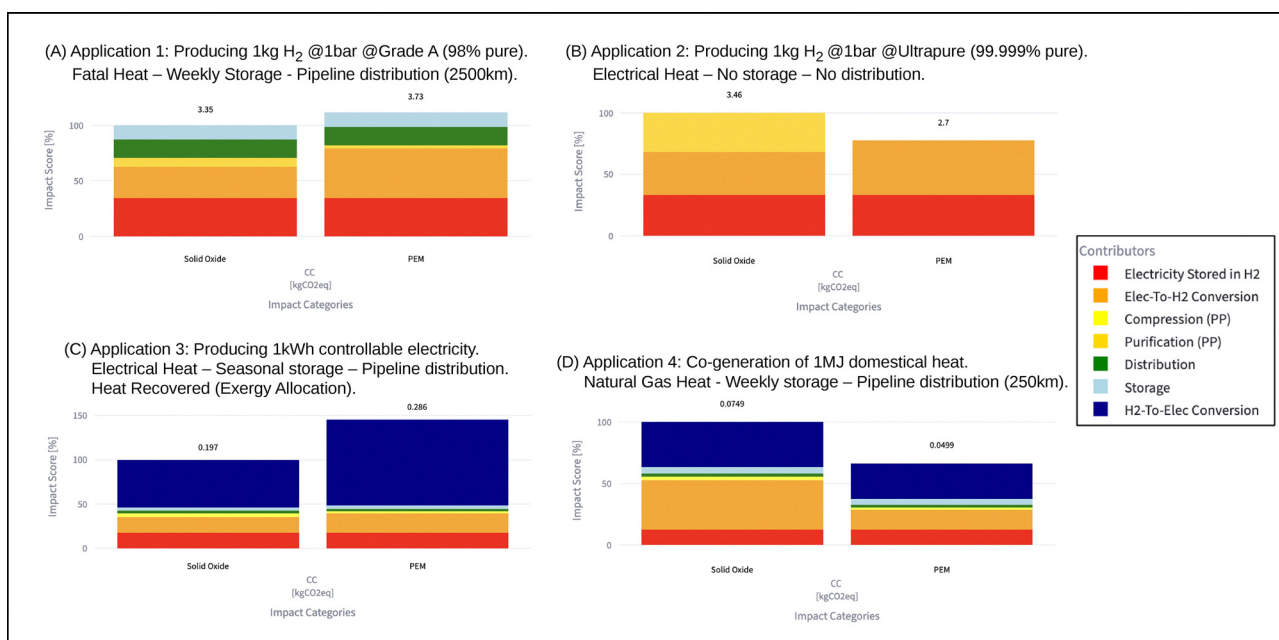 (A) Application 1: Producing 1kg H2 @1bar @Grade A (98% pure).
Fatal Heat – Weekly Storage - Pipeline distribution (2500km).
3.35
3.73
Impact Score [%]
100
50
0
Solid Oxide
PEM
CC
[kgCO2eq]
Impact Categories
(B) Application 2: Producing 1kg H2 @1bar @Ultrapure (99.999% pure).
Electrical Heat – No storage – No distribution.
3.46
2.7
Impact Score [%]
100
50
0
Solid Oxide
PEM
CC
[kgCO2eq]
Impact Categories
Contributors
Electricity Stored in H2
Elec-To-H2 Conversion
Compression (PP)
Purification (PP)
Distribution
Storage
H2-To-Elec Conversion
(C) Application 3: Producing 1kWh controllable electricity.
Electrical Heat – Seasonal storage – Pipeline distribution.
Heat Recovered (Exergy Allocation).
0.286
0.197
Impact Score [%]
150
100
50
0
Solid Oxide
PEM
CC
[kgCO2eq]
Impact Categories
(D) Application 4: Co-generation of 1MJ domestical heat.
Natural Gas Heat - Weekly storage – Pipeline distribution (250km).
0.0749
0.0499
Impact Score [%]
100
50
0
Solid Oxide
PEM
CC
[kgCO2eq]
Impact Categories